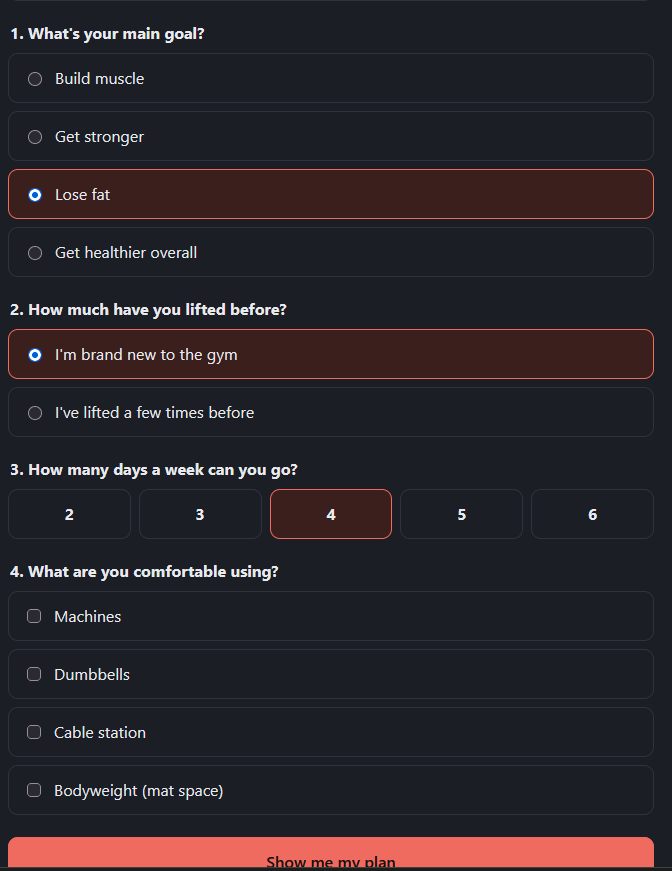 1. What's your main goal?
Build muscle
Get stronger
Lose fat
Get healthier overall
2. How much have you lifted before?
I'm brand new to the gym
I've lifted a few times before
3. How many days a week can you go?
2 3 4 5 6
4. What are you comfortable using?
Machines
Dumbbells
Cable station
Bodyweight (mat space)
Show me my plan